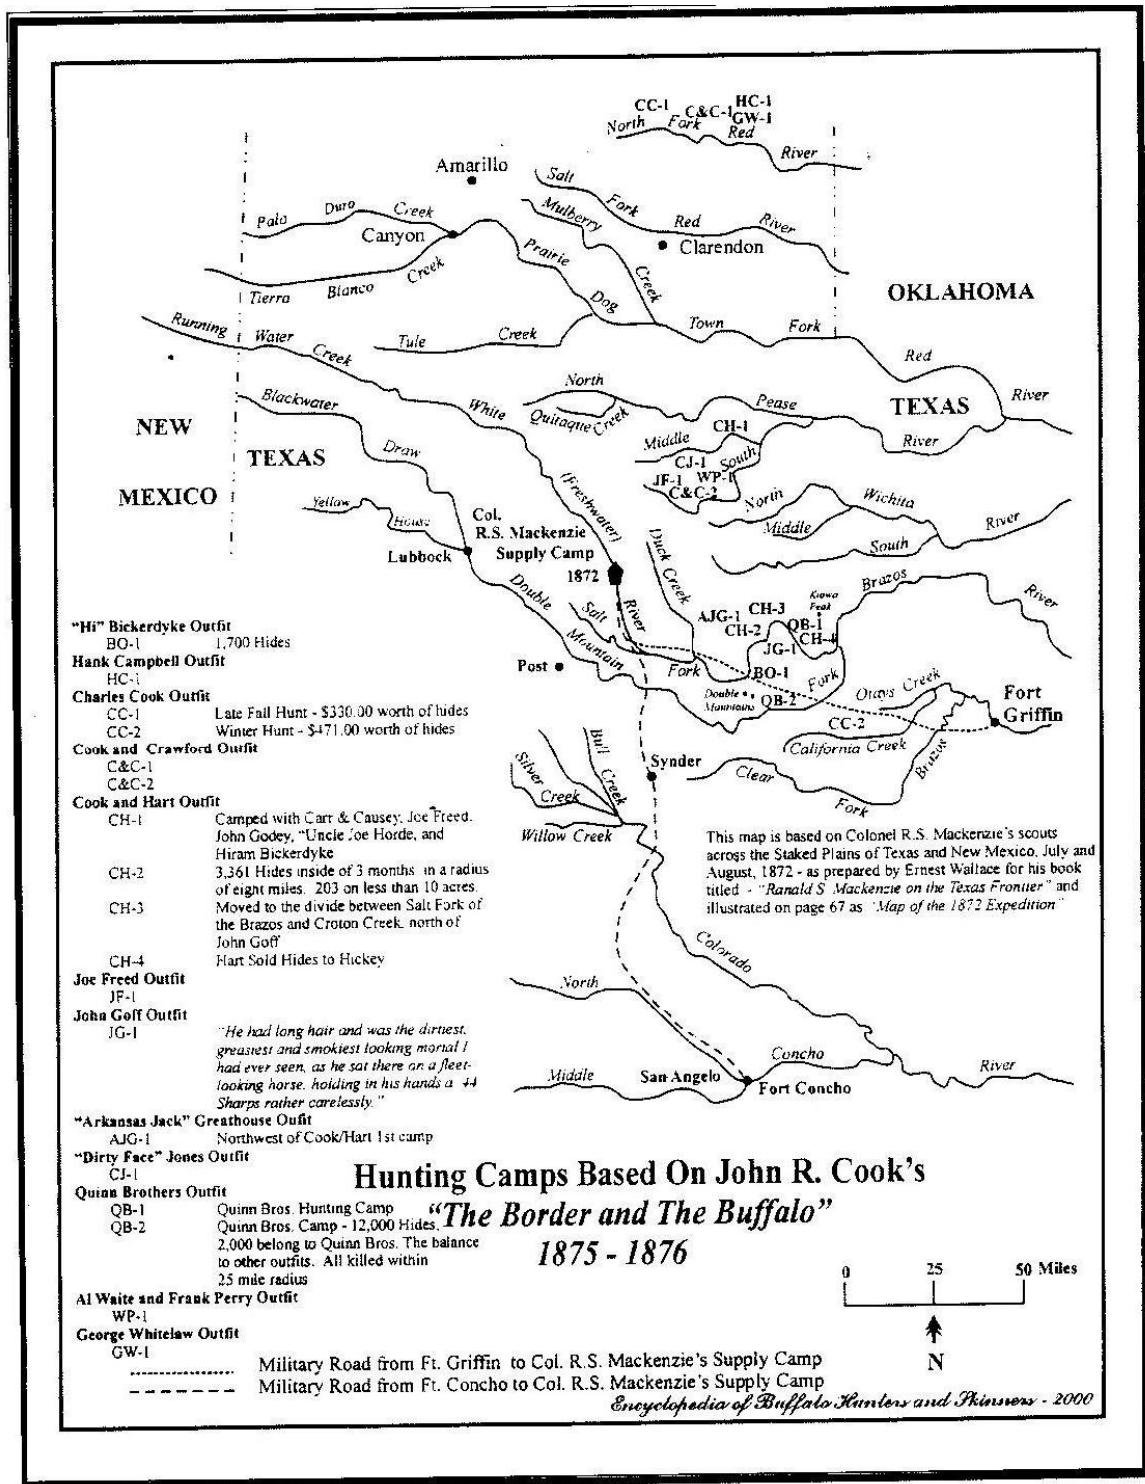 CC-1
C&C-1
HC-1
GW-1
North Fork Red River
Amarillo
Salt Fork Red River
Mulberry Creek
Palo Duro Creek
Canyon
Clarendon
Prairie Dog Town Fork Red River
Tierra Blanco Creek
OKLAHOMA
Running Water Creek
Tule Creek
Blackwater Draw
White (Freshwater) River
North Pease River
Quitaque Creek
TEXAS
NEW MEXICO
TEXAS
Middle
CH-1
CJ-1
South
JF-1
WP-1
C&C-2
North Wichita River
Middle
South
Yellow House
Lubbock
Col.
R.S. Mackenzie
Supply Camp
1872
Duck Creek
Double Mountain Fork
Salt
Brazos River
Kiowa
Peak
AJG-1
CH-3
CH-2
QB-1
CH-4
JG-1
BO-1
Post
Double
Mountains
QB-2
Fork
Otays Creek
Fort
Griffin
CC-2
California Creek
Clear Fork Brazos
Bull Creek
Silver Creek
Willow Creek
Synder
This map is based on Colonel R.S. Mackenzie's scouts
across the Staked Plains of Texas and New Mexico, July and
August, 1872 - as prepared by Ernest Wallace for his book
titled - "Ranald S Mackenzie on the Texas Frontier" and
illustrated on page 67 as "Map of the 1872 Expedition"
Colorado River
North Concho
Middle
San Angelo
Fort Concho
"Hi" Bickerdyke Outfit
BO-1 1,700 Hides
Hank Campbell Outfit
HC-1
Charles Cook Outfit
CC-1 Late Fall Hunt - $330.00 worth of hides
CC-2 Winter Hunt - $471.00 worth of hides
Cook and Crawford Outfit
C&C-1
C&C-2
Cook and Hart Outfit
CH-1 Camped with Carr & Causey, Joe Freed,
John Godey, "Uncle Joe Horde, and
Hiram Bickerdyke
CH-2 3,361 Hides inside of 3 months in a radius
of eight miles. 203 on less than 10 acres.
CH-3 Moved to the divide between Salt Fork of
the Brazos and Croton Creek, north of
John Goff
CH-4 Hart Sold Hides to Hickey
Joe Freed Outfit
JF-1
John Goff Outfit
JG-1 "He had long hair and was the dirtiest,
greasiest and smokiest looking mortal I
had ever seen, as he sat there on a fleet-
looking horse, holding in his hands a 44
Sharps rather carelessly."
"Arkansas Jack" Greathouse Oufit
AJG-1 Northwest of Cook/Hart 1st camp
"Dirty Face" Jones Outfit
CJ-1
Quinn Brothers Outfit
QB-1 Quinn Bros. Hunting Camp
QB-2 Quinn Bros. Camp - 12,000 Hides,
2,000 belong to Quinn Bros. The balance
to other outfits. All killed within
25 mile radius
Al Waite and Frank Perry Outfit
WP-1
George Whitelaw Outfit
GW-1
Hunting Camps Based On John R. Cook's
"The Border and The Buffalo"
1875 - 1876
0 25 50 Miles
N
Military Road from Ft. Griffin to Col. R.S. Mackenzie's Supply Camp
Military Road from Ft. Concho to Col. R.S. Mackenzie's Supply Camp
Encyclopedia of Buffalo Hunters and Skinners - 2000